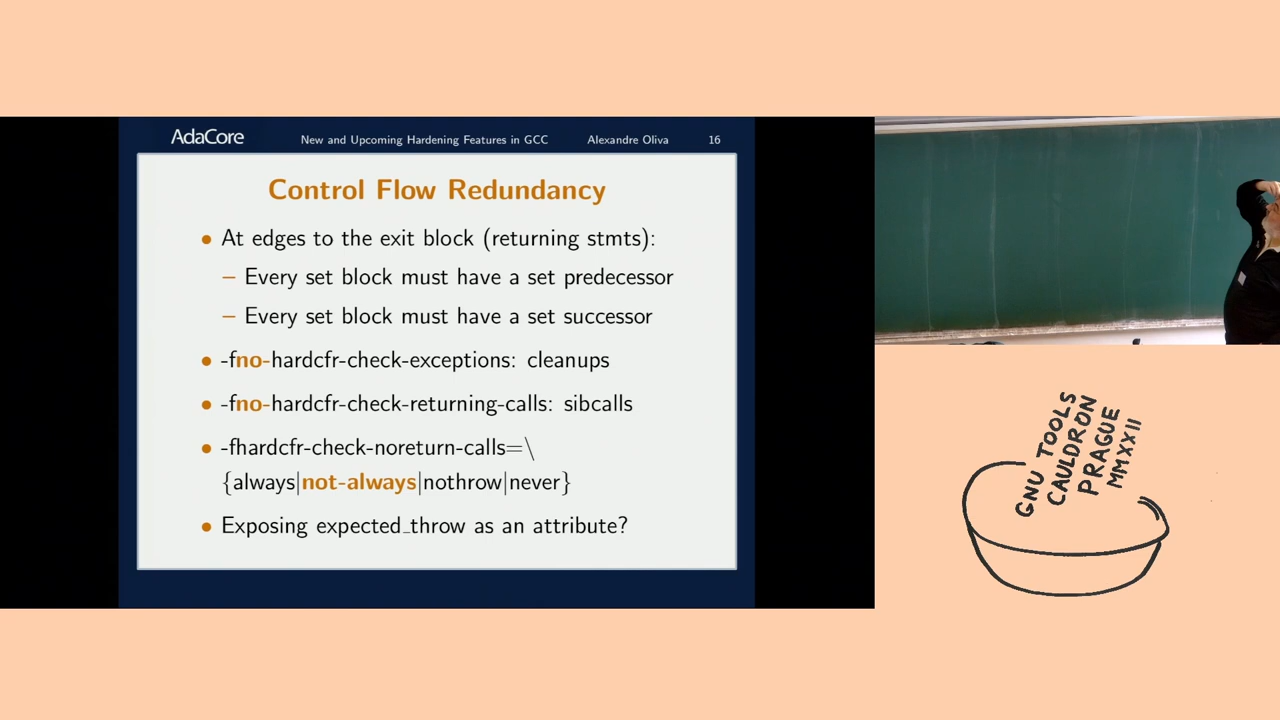 AdaCore New and Upcoming Hardening Features in GCC Alexandre Oliva 16
Control Flow Redundancy
• At edges to the exit block (returning stmts):
– Every set block must have a set predecessor
– Every set block must have a set successor
• -fno-hardcfr-check-exceptions: cleanups
• -fno-hardcfr-check-returning-calls: sibcalls
• -fhardcfr-check-noreturn-calls=\
{always|not-always|nothrow|never}
• Exposing expected_throw as an attribute?
GNU TOOLS
CAULDRON
PRAGUE
MMXXII